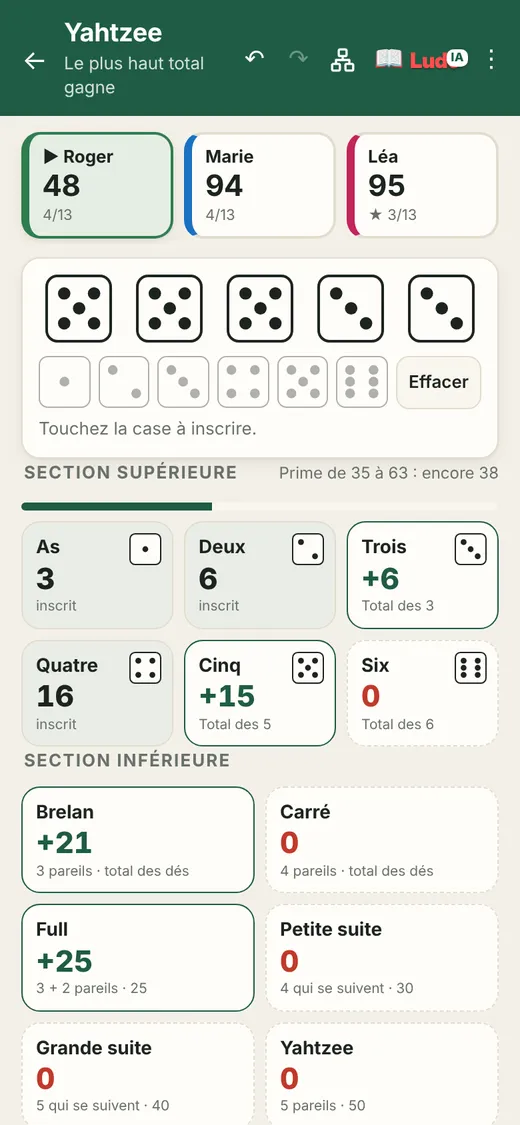 Yahtzee
Le plus haut total
gagne
IA
▶ Roger
48
4/13
Marie
94
4/13
Léa
95
★ 3/13
Effacer
Touchez la case à inscrire.
SECTION SUPÉRIEURE
Prime de 35 à 63 : encore 38
As
3
inscrit
Deux
6
inscrit
Trois
+6
Total des 3
Quatre
16
inscrit
Cinq
+15
Total des 5
Six
0
Total des 6
SECTION INFÉRIEURE
Brelan
+21
3 pareils · total des dés
Carré
0
4 pareils · total des dés
Full
+25
3 + 2 pareils · 25
Petite suite
0
4 qui se suivent · 30
Grande suite
0
5 qui se suivent · 40
Yahtzee
0
5 pareils · 50